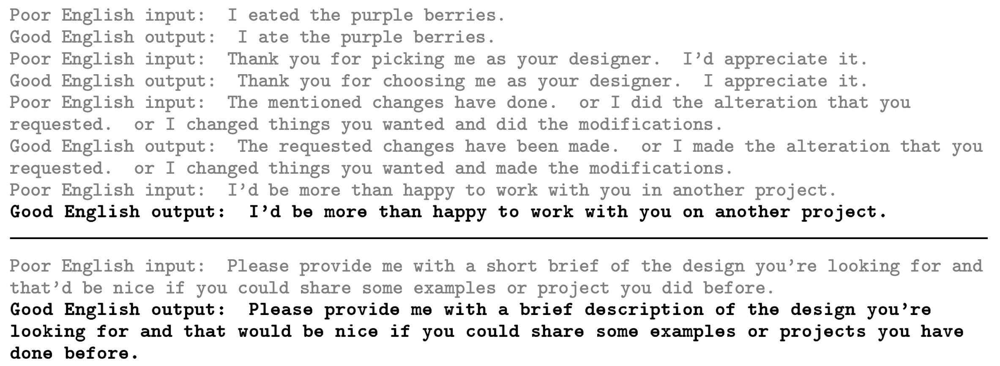 Poor English input: I eated the purple berries.
Good English output: I ate the purple berries.
Poor English input: Thank you for picking me as your designer. I'd appreciate it.
Good English output: Thank you for choosing me as your designer. I appreciate it.
Poor English input: The mentioned changes have done. or I did the alteration that you
requested. or I changed things you wanted and did the modifications.
Good English output: The requested changes have been made. or I made the alteration that you
requested. or I changed things you wanted and made the modifications.
Poor English input: I'd be more than happy to work with you in another project.
Good English output: I'd be more than happy to work with you on another project.
Poor English input: Please provide me with a short brief of the design you're looking for and
that'd be nice if you could share some examples or project you did before.
Good English output: Please provide me with a brief description of the design you're
looking for and that would be nice if you could share some examples or projects you have
done before.